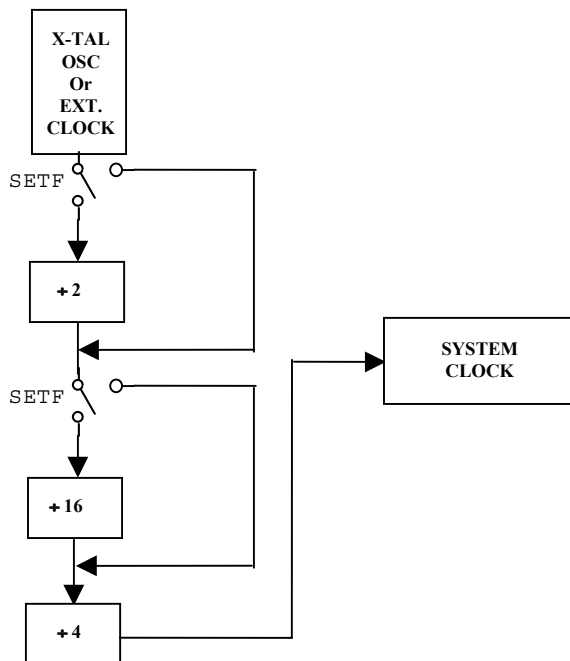 X-TAL
OSC
Or
EXT.
CLOCK
SETF
÷ 2
SYSTEM
CLOCK
SETF
÷ 16
÷ 4